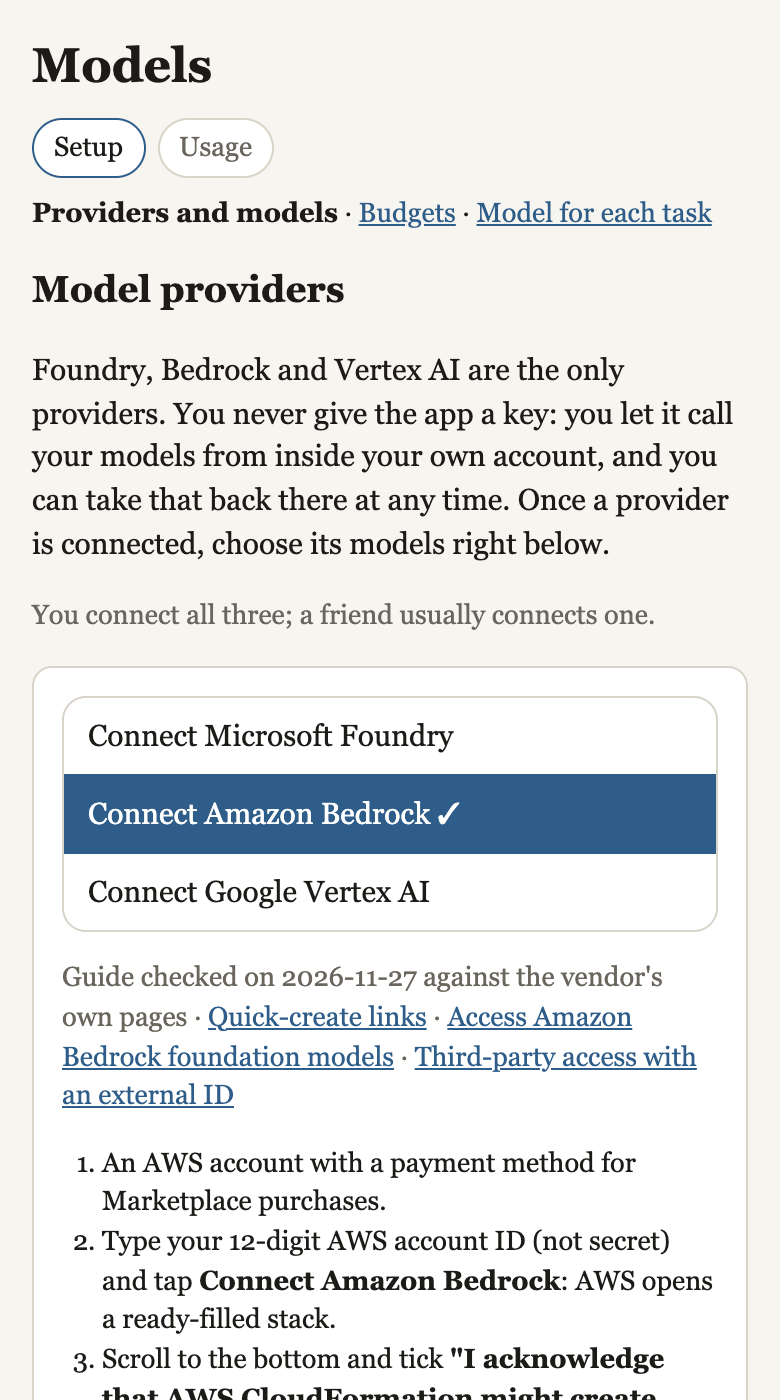 Models
Setup
Usage
Providers and models · Budgets · Model for each task
Model providers
Foundry, Bedrock and Vertex AI are the only
providers. You never give the app a key: you let it call
your models from inside your own account, and you
can take that back there at any time. Once a provider
is connected, choose its models right below.
You connect all three; a friend usually connects one.
Connect Microsoft Foundry
Connect Amazon Bedrock ✓
Connect Google Vertex AI
Guide checked on 2026-11-27 against the vendor's
own pages · Quick-create links · Access Amazon
Bedrock foundation models · Third-party access with
an external ID
1. An AWS account with a payment method for
Marketplace purchases.
2. Type your 12-digit AWS account ID (not secret)
and tap Connect Amazon Bedrock: AWS opens
a ready-filled stack.
3. Scroll to the bottom and tick "I acknowledge
that AWS CloudFormation might create